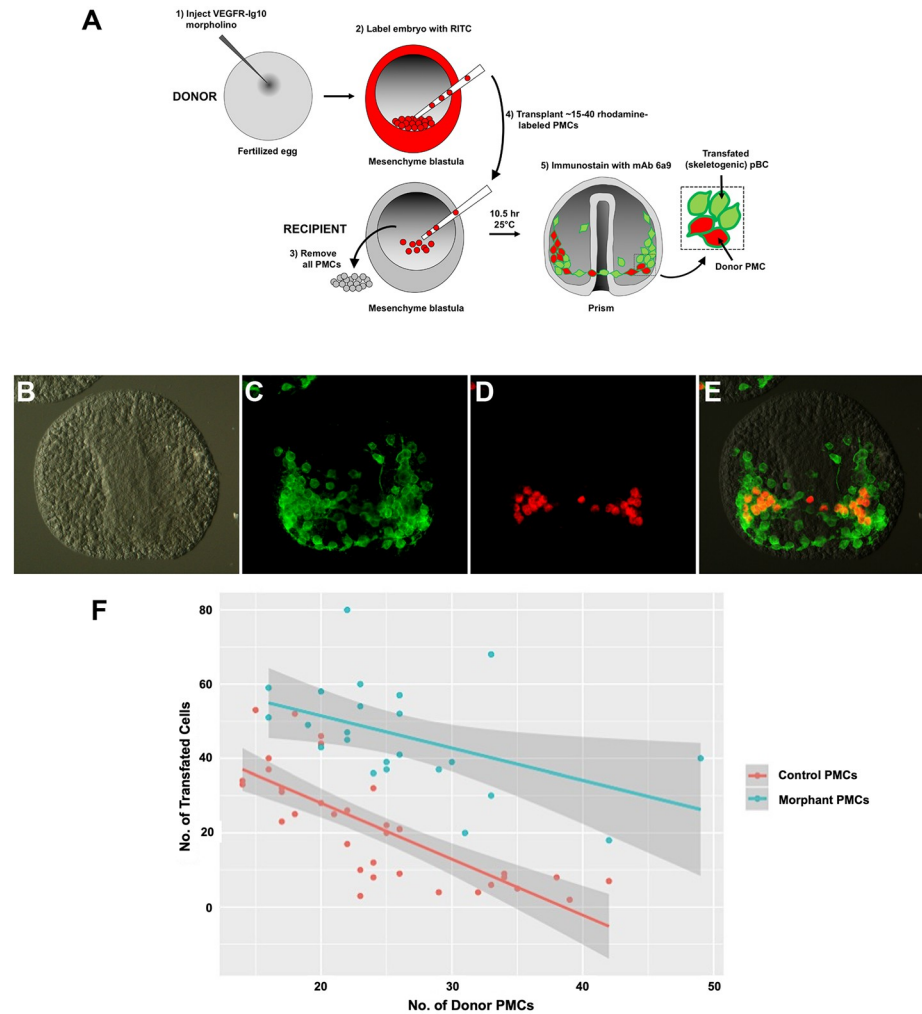 A
1) Inject VEGFR-Ig10
morpholino
2) Label embryo with RITC
DONOR
Fertilized egg
Mesenchyme blastula
4) Transplant ~15-40 rhodamine-
labeled PMCs
5) Immunostain with mAb 6a9
Transfated
(skeletogenic) pBC
RECIPIENT
10.5 hr
25°C
3) Remove
all PMCs
Donor PMC
Mesenchyme blastula
Prism
B
C
D
E
F
80
60
40
20
0
No. of Transfated Cells
20
30
40
50
No. of Donor PMCs
Control PMCs
Morphant PMCs